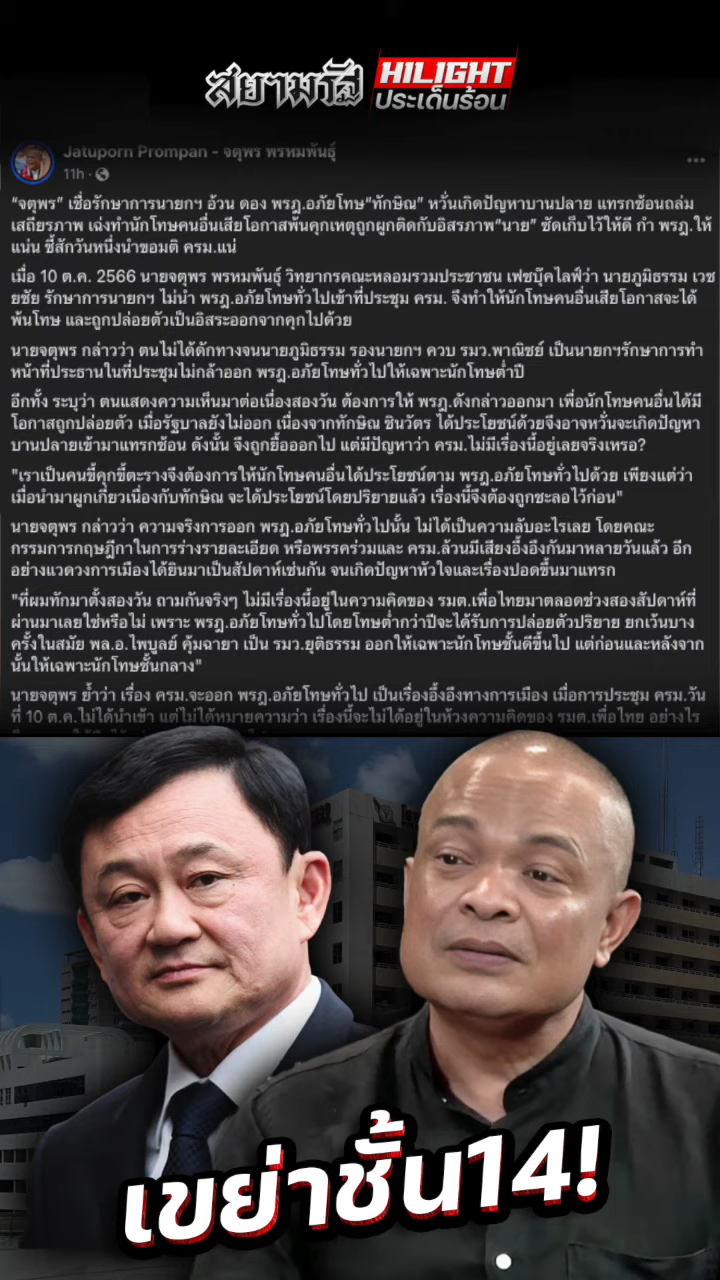 สยามรัฐ HILIGHT
ประเด็นร้อน
Jatuporn Prompan - จตุพร พรหมพันธุ์
11h
“จตุพร” เชื่อรักษาการนายกฯ อ้วน ดอง พรฎ.อภัยโทษ“ทักษิณ” หวั่นเกิดปัญหาบานปลาย แทรกซ้อนถล่ม
เสถียรภาพ เฉ่งทำนักโทษคนอื่นเสียโอกาสพ้นคุกเหตุถูกผูกติดกับอิสรภาพ“นาย” ซัดเก็บไว้ให้ดี กำ พรฎ.ให้
แน่น ชี้สักวันหนึ่งนำขอมติ ครม.แน่
เมื่อ 10 ต.ค. 2566 นายจตุพร พรหมพันธุ์ วิทยากรคณะหลอมรวมประชาชน เฟซบุ๊คไลฟ์ว่า นายภูมิธรรม เวช
ยชัย รักษาการนายกฯ ไม่นำ พรฎ.อภัยโทษทั่วไปเข้าที่ประชุม ครม. จึงทำให้นักโทษคนอื่นเสียโอกาสจะได้
พ้นโทษ และถูกปล่อยตัวเป็นอิสระออกจากคุกไปด้วย
นายจตุพร กล่าวว่า ตนไม่ได้ดักทางจนนายภูมิธรรม รองนายกฯ ควบ รมว.พาณิชย์ เป็นนายกฯรักษาการทำ
หน้าที่ประธานในที่ประชุมไม่กล้าออก พรฎ.อภัยโทษทั่วไปให้เฉพาะนักโทษต่ำปี
อีกทั้ง ระบุว่า ตนแสดงความเห็นมาต่อเนื่องสองวัน ต้องการให้ พรฎ.ดังกล่าวออกมา เพื่อนักโทษคนอื่นได้มี
โอกาสถูกปล่อยตัว เมื่อรัฐบาลยังไม่ออก เนื่องจากทักษิณ ชินวัตร ได้ประโยชน์ด้วยจึงอาจหวั่นจะเกิดปัญหา
บานปลายเข้ามาแทรกซ้อน ดังนั้น จึงถูกยื้อออกไป แต่มีปัญหาว่า ครม.ไม่มีเรื่องนี้อยู่เลยจริงเหรอ?
"เราเป็นคนขี้คุกขี้ตะรางจึงต้องการให้นักโทษคนอื่นได้ประโยชน์ตาม พรฎ.อภัยโทษทั่วไปด้วย เพียงแต่ว่า
เมื่อนำมาผูกเกี่ยวเนื่องกับทักษิณ จะได้ประโยชน์โดยปริยายแล้ว เรื่องนี้จึงต้องถูกชะลอไว้ก่อน"
นายจตุพร กล่าวว่า ความจริงการออก พรฎ.อภัยโทษทั่วไปนั้น ไม่ได้เป็นความลับอะไรเลย โดยคณะ
กรรมการกฤษฎีกาในการร่างรายละเอียด หรือพรรคร่วมและ ครม.ล้วนมีเสียงอึ้งอึงกันมาหลายวันแล้ว อีก
อย่างแวดวงการเมืองได้ยินมาเป็นสัปดาห์เช่นกัน จนเกิดปัญหาหัวใจและเรื่องปอดขึ้นมาแทรก
"ที่ผมทักมาตั้งสองวัน ถามกันจริงๆ ไม่มีเรื่องนี้อยู่ในความคิดของ รมต.เพื่อไทยมาตลอดช่วงสองสัปดาห์ที่
ผ่านมาเลยใช่หรือไม่ เพราะ พรฎ.อภัยโทษทั่วไปโดยโทษต่ำกว่าปีจะได้รับการปล่อยตัวปริยาย ยกเว้นบาง
ครั้งในสมัย พล.อ.ไพบูลย์ คุ้มฉายา เป็น รมว.ยุติธรรม ออกให้เฉพาะนักโทษชั้นดีขึ้นไป แต่ก่อนและหลังจาก
นั้นให้เฉพาะนักโทษชั้นกลาง"
นายจตุพร ย้ำว่า เรื่อง ครม.จะออก พรฎ.อภัยโทษทั่วไป เป็นเรื่องอึ้งอึงทางการเมือง เมื่อการประชุม ครม.วัน
ที่ 10 ต.ค.ไม่ได้นำเข้า แต่ไม่ได้หมายความว่า เรื่องนี้จะไม่ได้อยู่ในห้วงความคิดของ รมต.เพื่อไทย อย่างไร
เขย่าชั้น14!